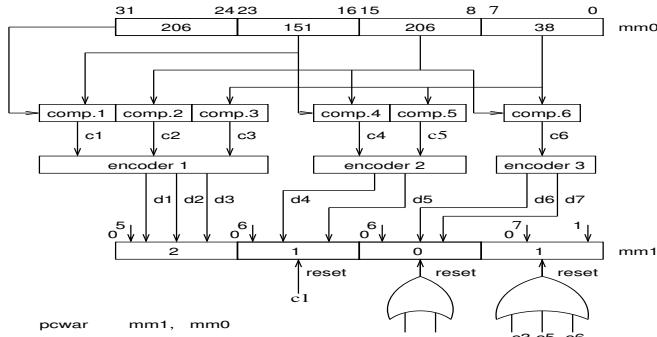 31 24 23 16 15 8 7 0
206 151 206 38 mm0
comp.1 comp.2 comp.3 comp.4 comp.5 comp.6
c1 c2 c3 c4 c5 c6
encoder 1 encoder 2 encoder 3
d1 d2 d3 d4 d5 d6 d7
5 6 6 7 1
0 0 0 0
2 1 0 1 mm1
reset reset reset
c1
pcwar mm1, mm0
c3 c5 c6